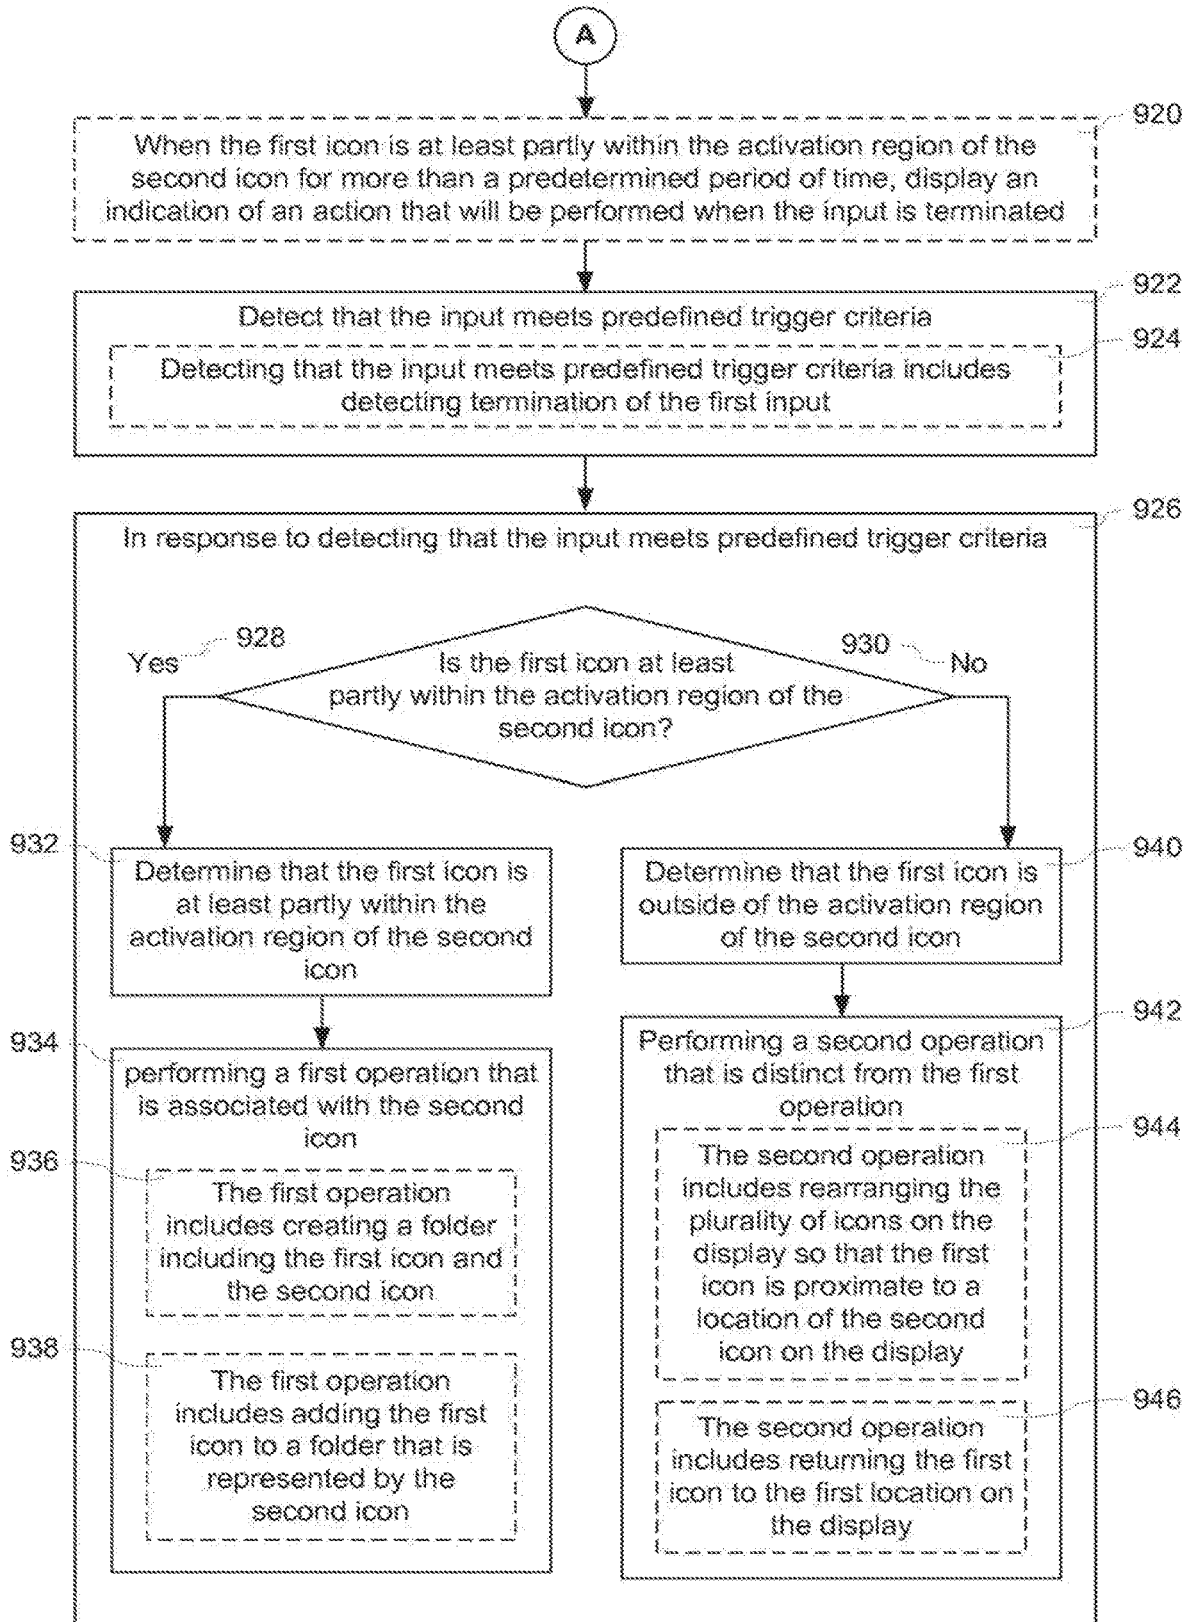 A
920
When the first icon is at least partly within the activation region of the
second icon for more than a predetermined period of time, display an
indication of an action that will be performed when the input is terminated
922
Detect that the input meets predefined trigger criteria
924
Detecting that the input meets predefined trigger criteria includes
detecting termination of the first input
926
In response to detecting that the input meets predefined trigger criteria
928
Yes
930
No
Is the first icon at least
partly within the activation region of the
second icon?
932
Determine that the first icon is
at least partly within the
activation region of the second
icon
934
performing a first operation that
is associated with the second
icon
936
The first operation
includes creating a folder
including the first icon and
the second icon
938
The first operation
includes adding the first
icon to a folder that is
represented by the
second icon
940
Determine that the first icon is
outside of the activation region
of the second icon
942
Performing a second operation
that is distinct from the first
operation
944
The second operation
includes rearranging the
plurality of icons on the
display so that the first
icon is proximate to a
location of the second
icon on the display
946
The second operation
includes returning the first
icon to the first location on
the display